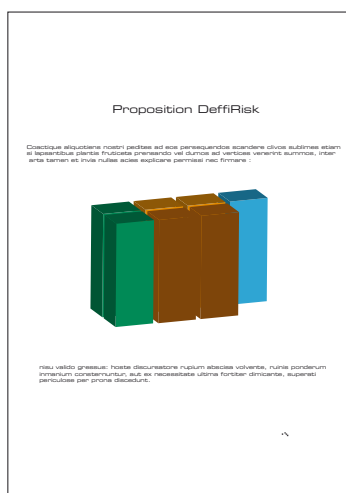 Proposition DeffiRisk
Coactique aliquotiens nostri pedites ad eos persequendos scandere clivos sublimes etiam
si lapsantibus plantis fruticeta prensando vel dumos ad vertices venerint summos, inter
arta tamen et invia nullas acies explicare permissi nec firmare :
nisu valido gressus: hoste discursatore rupium abscisa volvente, ruinis ponderum
inmanium consternuntur, aut ex necessitate ultima fortiter dimicante, superati
periculose per prona discedunt.